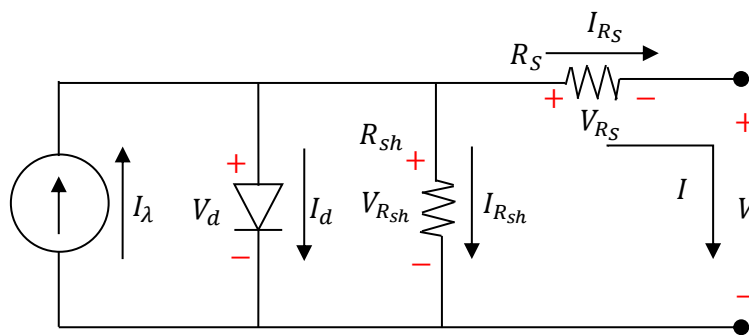 I_{R_S}
R_S
+ −
V_{R_S}
+
R_{sh}
+ +
I_λ V_d I_d V_{R_{sh}} I_{R_{sh}} I V
− − −